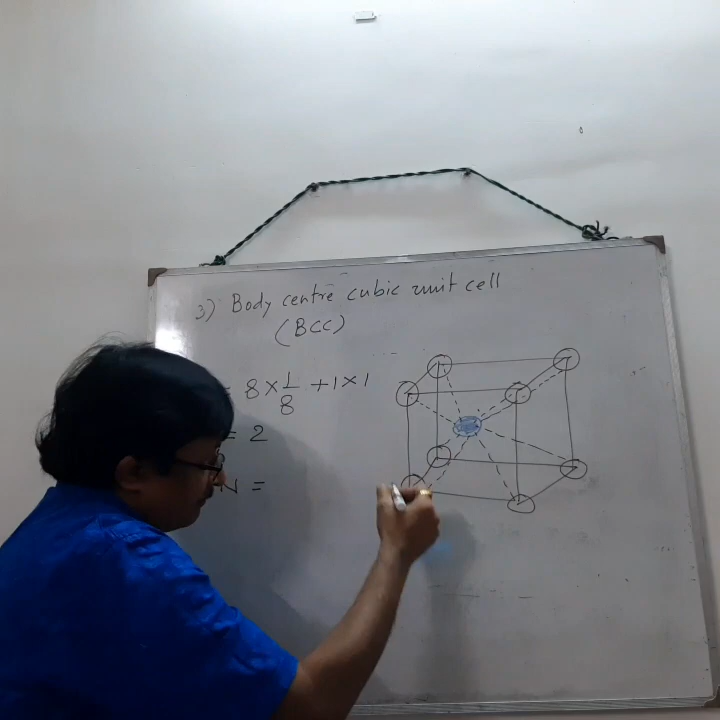 3) Body centre cubic unit cell
(BCC)
= 8 × 1/8 + 1 × 1
= 2
N =